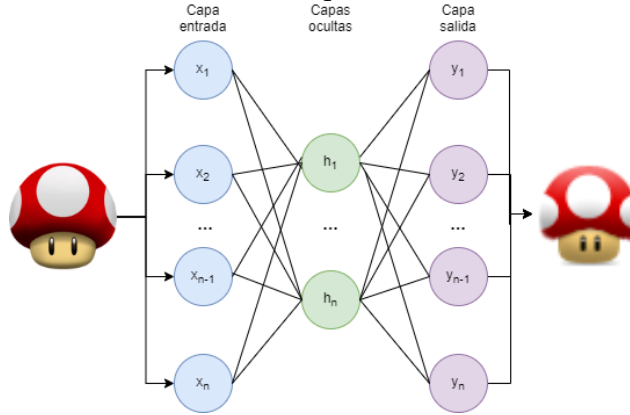 Capa
entrada
Capas
ocultas
Capa
salida
x1
y1
h1
x2
y2
...
...
...
xn-1
yn-1
hn
xn
yn